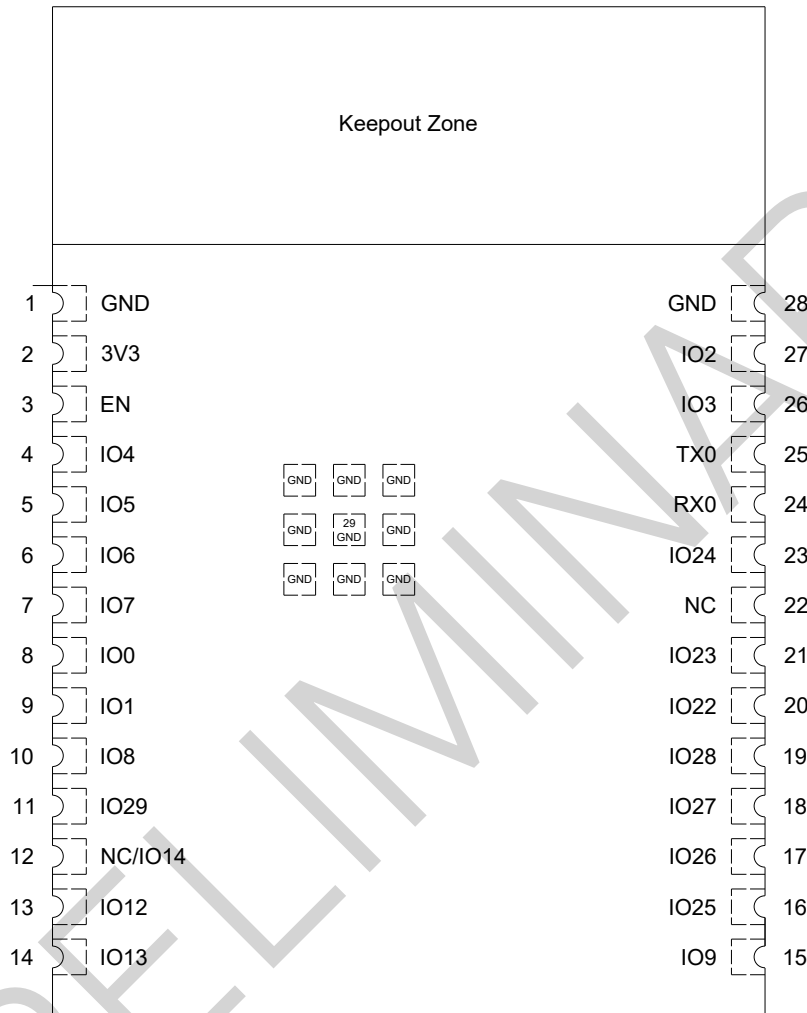 Keepout Zone
1 GND
2 3V3
3 EN
4 IO4
5 IO5
6 IO6
7 IO7
8 IO0
9 IO1
10 IO8
11 IO29
12 NC/IO14
13 IO12
14 IO13
GND GND GND
GND 29 GND GND
GND GND GND
GND 28
IO2 27
IO3 26
TX0 25
RX0 24
IO24 23
NC 22
IO23 21
IO22 20
IO28 19
IO27 18
IO26 17
IO25 16
IO9 15